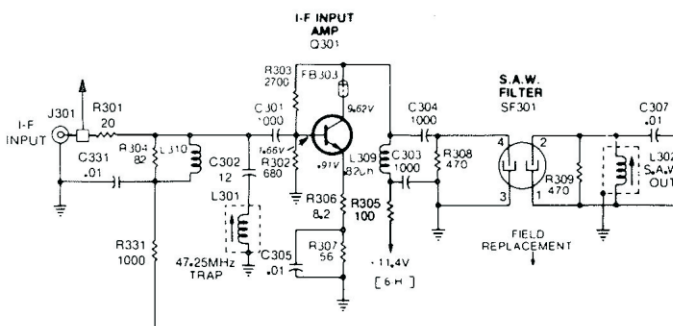 I-F INPUT
AMP
Q301
J301
I-F
INPUT
R301
20
R304
82
L310
C331
.01
R331
1000
C302
12
L301
47.25MHz
TRAP
C301
1000
1.66V
R302
680
R303
2700
FB303
9.62V
.91V
R306
8.2
C305
.01
R307
56
L309
.82µh
C303
1000
R305
100
11.4V
[6H]
C304
1000
R308
470
S.A.W.
FILTER
SF301
4
2
3
1
R309
470
FIELD
REPLACEMENT
C307
.01
L302
S.A.W
OUT